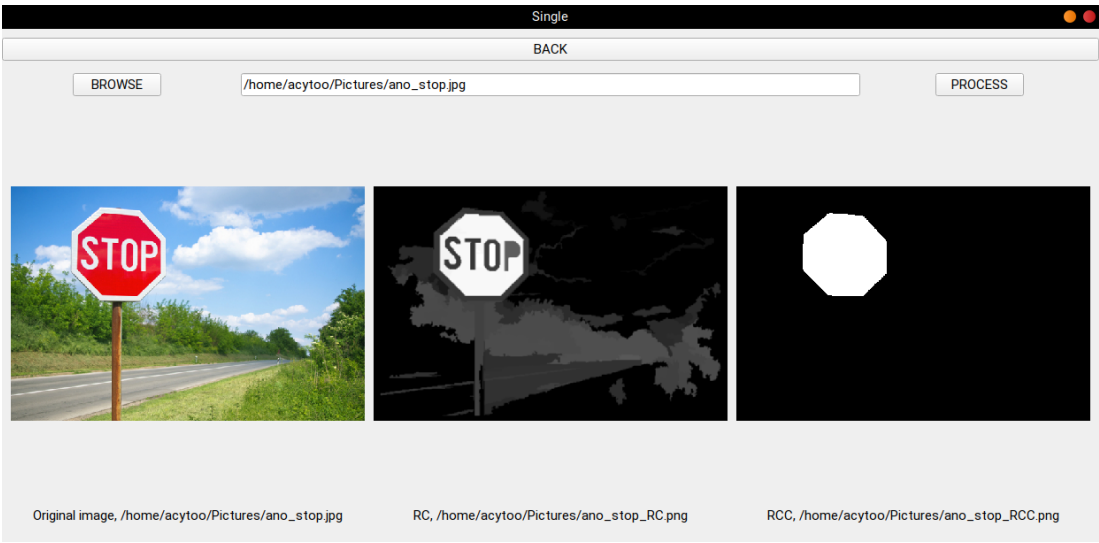 Single
BACK
BROWSE
/home/acytoo/Pictures/ano_stop.jpg
PROCESS
STOP
STOP
Original image, /home/acytoo/Pictures/ano_stop.jpg
RC, /home/acytoo/Pictures/ano_stop_RC.png
RCC, /home/acytoo/Pictures/ano_stop_RCC.png